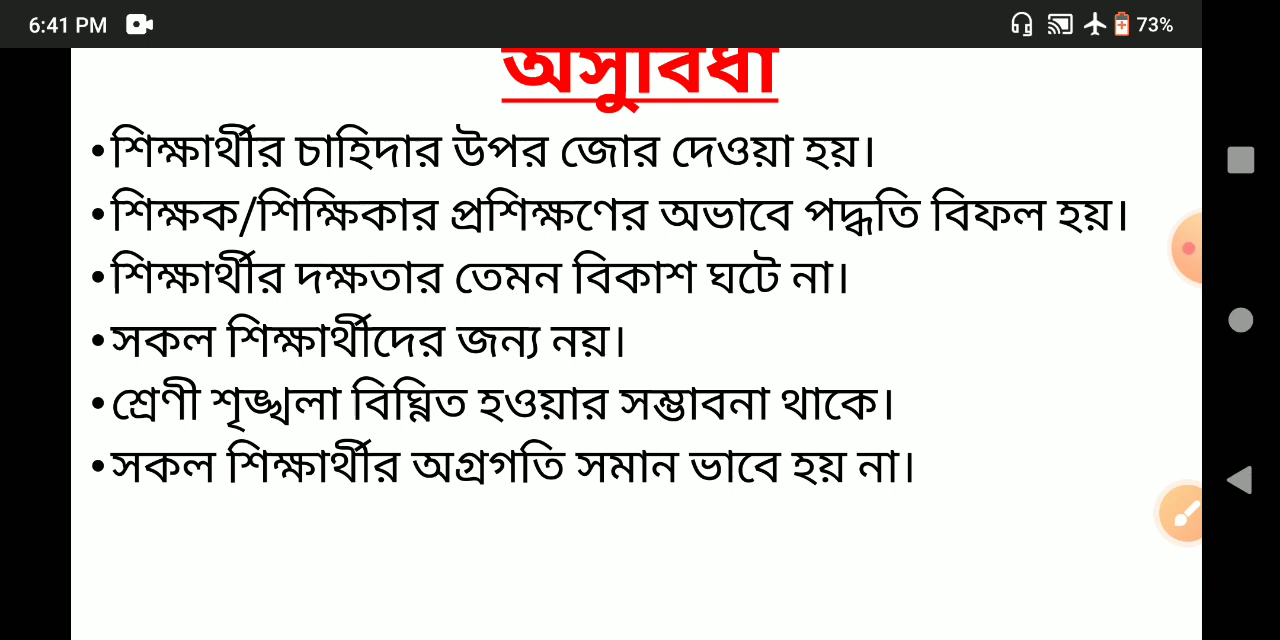 6:41 PM
73%
অসুবিধা
•শিক্ষার্থীর চাহিদার উপর জোর দেওয়া হয়।
•শিক্ষক/শিক্ষিকার প্রশিক্ষণের অভাবে পদ্ধতি বিফল হয়।
•শিক্ষার্থীর দক্ষতার তেমন বিকাশ ঘটে না।
•সকল শিক্ষার্থীদের জন্য নয়।
•শ্রেণী শৃঙ্খলা বিঘ্নিত হওয়ার সম্ভাবনা থাকে।
•সকল শিক্ষার্থীর অগ্রগতি সমান ভাবে হয় না।